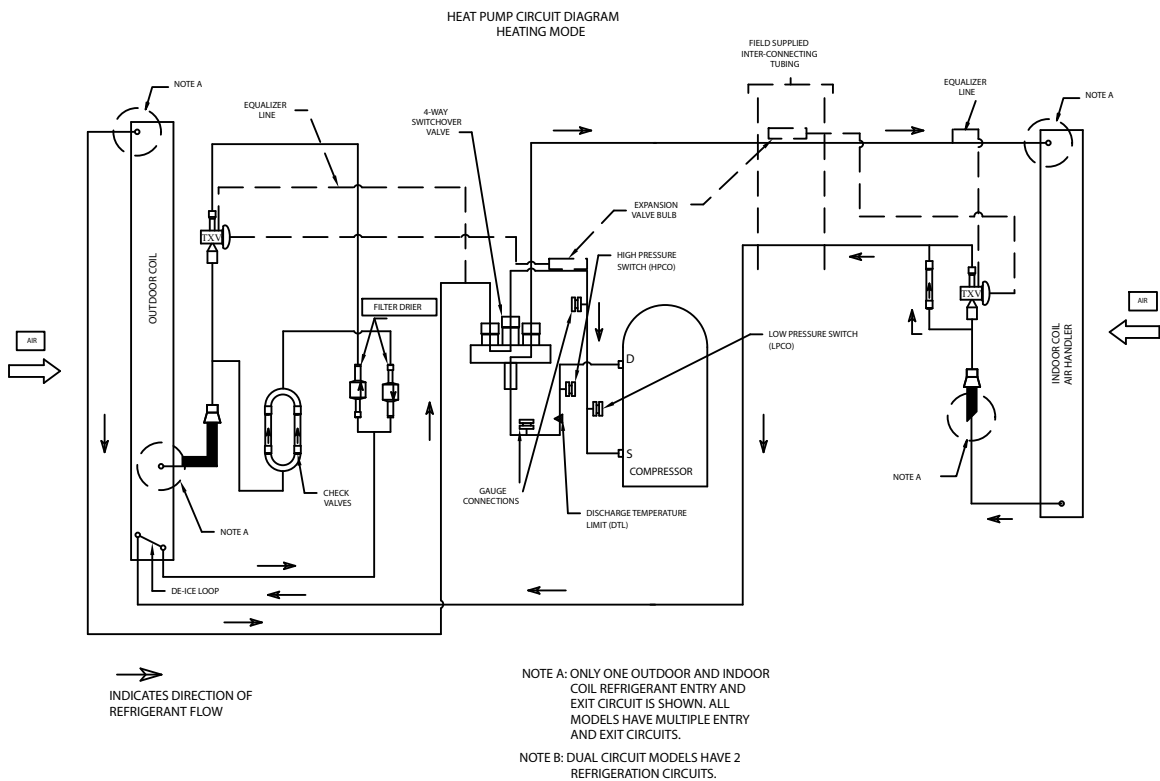 HEAT PUMP CIRCUIT DIAGRAM
HEATING MODE
FIELD SUPPLIED
INTER-CONNECTING
TUBING
NOTE A
EQUALIZER
LINE
4-WAY
SWITCHOVER
VALVE
EQUALIZER
LINE
NOTE A
EXPANSION
VALVE BULB
TXV
HIGH PRESSURE
SWITCH (HPCO)
OUTDOOR COIL
FILTER DRIER
TXV
AIR
AIR
LOW PRESSURE SWITCH
(LPCO)
D
INDOOR COIL
AIR HANDLER
S
COMPRESSOR
NOTE A
CHECK
VALVES
GAUGE
CONNECTIONS
DISCHARGE TEMPERATURE
LIMIT (DTL)
NOTE A
DE-ICE LOOP
INDICATES DIRECTION OF
REFRIGERANT FLOW
NOTE A: ONLY ONE OUTDOOR AND INDOOR
COIL REFRIGERANT ENTRY AND
EXIT CIRCUIT IS SHOWN. ALL
MODELS HAVE MULTIPLE ENTRY
AND EXIT CIRCUITS.
NOTE B: DUAL CIRCUIT MODELS HAVE 2
REFRIGERATION CIRCUITS.